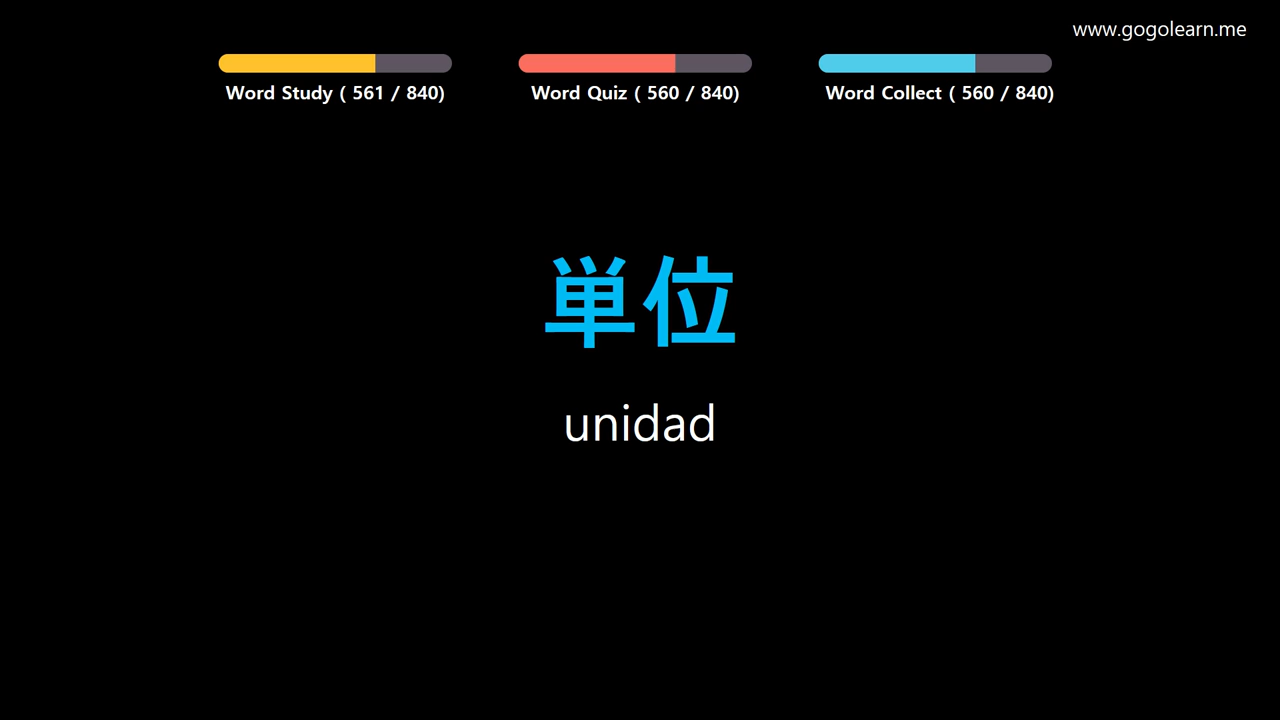 www.gogolearn.me
Word Study ( 561 / 840)
Word Quiz ( 560 / 840)
Word Collect ( 560 / 840)
単位
unidad